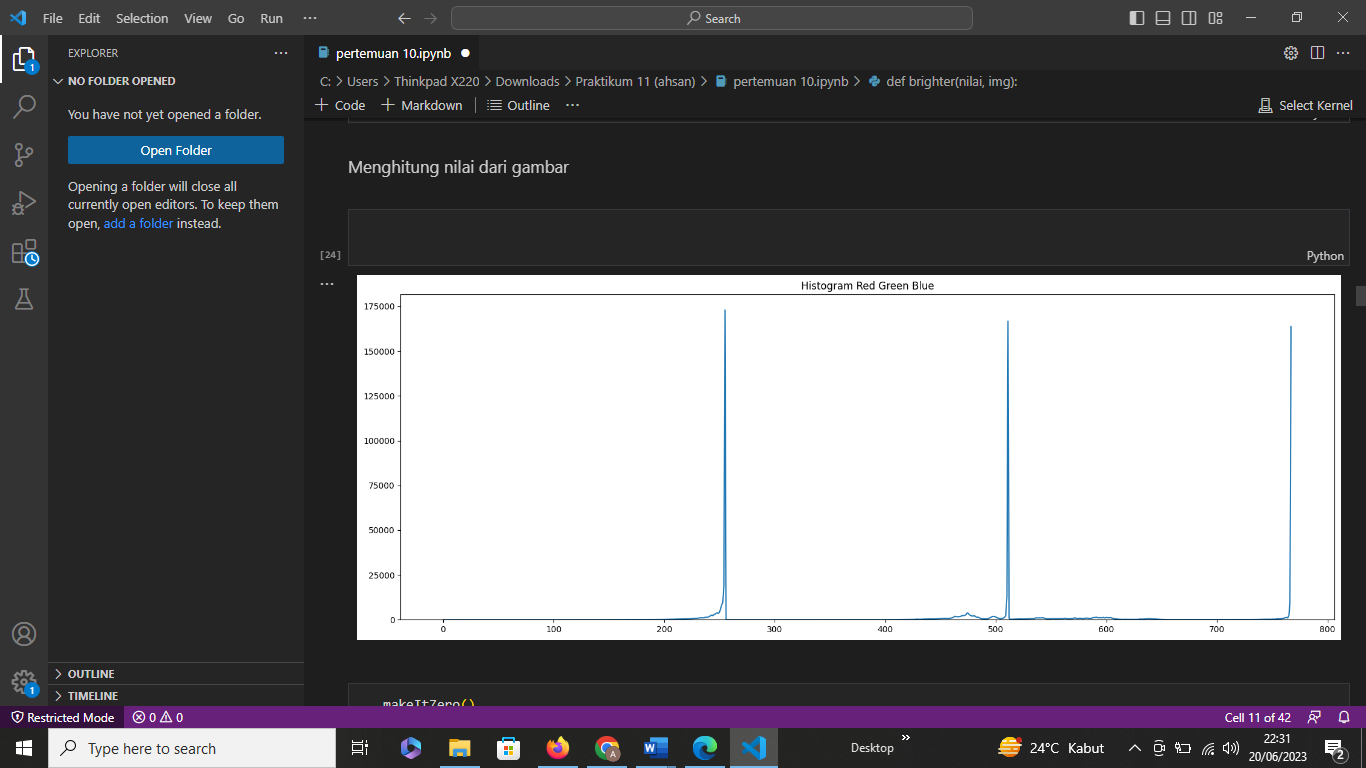 File Edit Selection View Go Run ···
Search
EXPLORER ···
NO FOLDER OPENED
You have not yet opened a folder.
Open Folder
Opening a folder will close all
currently open editors. To keep them
open, add a folder instead.
OUTLINE
TIMELINE
pertemuan 10.ipynb ●
C: > Users > Thinkpad X220 > Downloads > Praktikum 11 (ahsan) > pertemuan 10.ipynb > def brighter(nilai, img):
+ Code + Markdown | Outline ···
Select Kernel
Menghitung nilai dari gambar
[24]
Python
···
Histogram Red Green Blue
175000
150000
125000
100000
75000
50000
25000
0
0 100 200 300 400 500 600 700 800
makeItZero()
1
1
Restricted Mode 0 0
Cell 11 of 42
Type here to search
Desktop »
24°C Kabut
22:31
20/06/2023
2